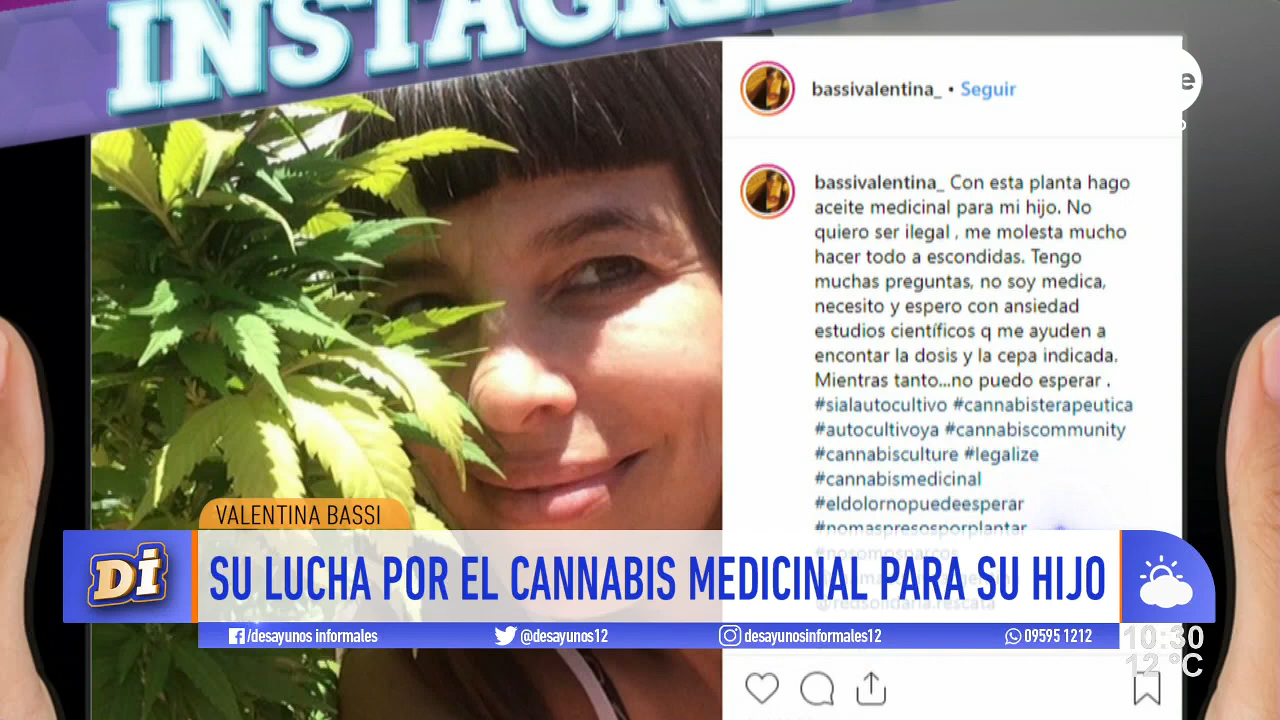 bassivalentina_ • Seguir
bassivalentina_ Con esta planta hago
aceite medicinal para mi hijo. No
quiero ser ilegal , me molesta mucho
hacer todo a escondidas. Tengo
muchas preguntas, no soy medica,
necesito y espero con ansiedad
estudios científicos q me ayuden a
encontar la dosis y la cepa indicada.
Mientras tanto...no puedo esperar .
#sialautocultivo #cannabisterapeutica
#autocultivoya #cannabiscommunity
#cannabisculture #legalize
#cannabismedicinal
#eldolornopuedeesperar
#nomaspresosporplantar
#nosomosnarcos
@redsolidaria.rescata
VALENTINA BASSI
Di
SU LUCHA POR EL CANNABIS MEDICINAL PARA SU HIJO
/desayunos informales
@desayunos12
desayunosinformales12
09595 1212
10:30
12 °C